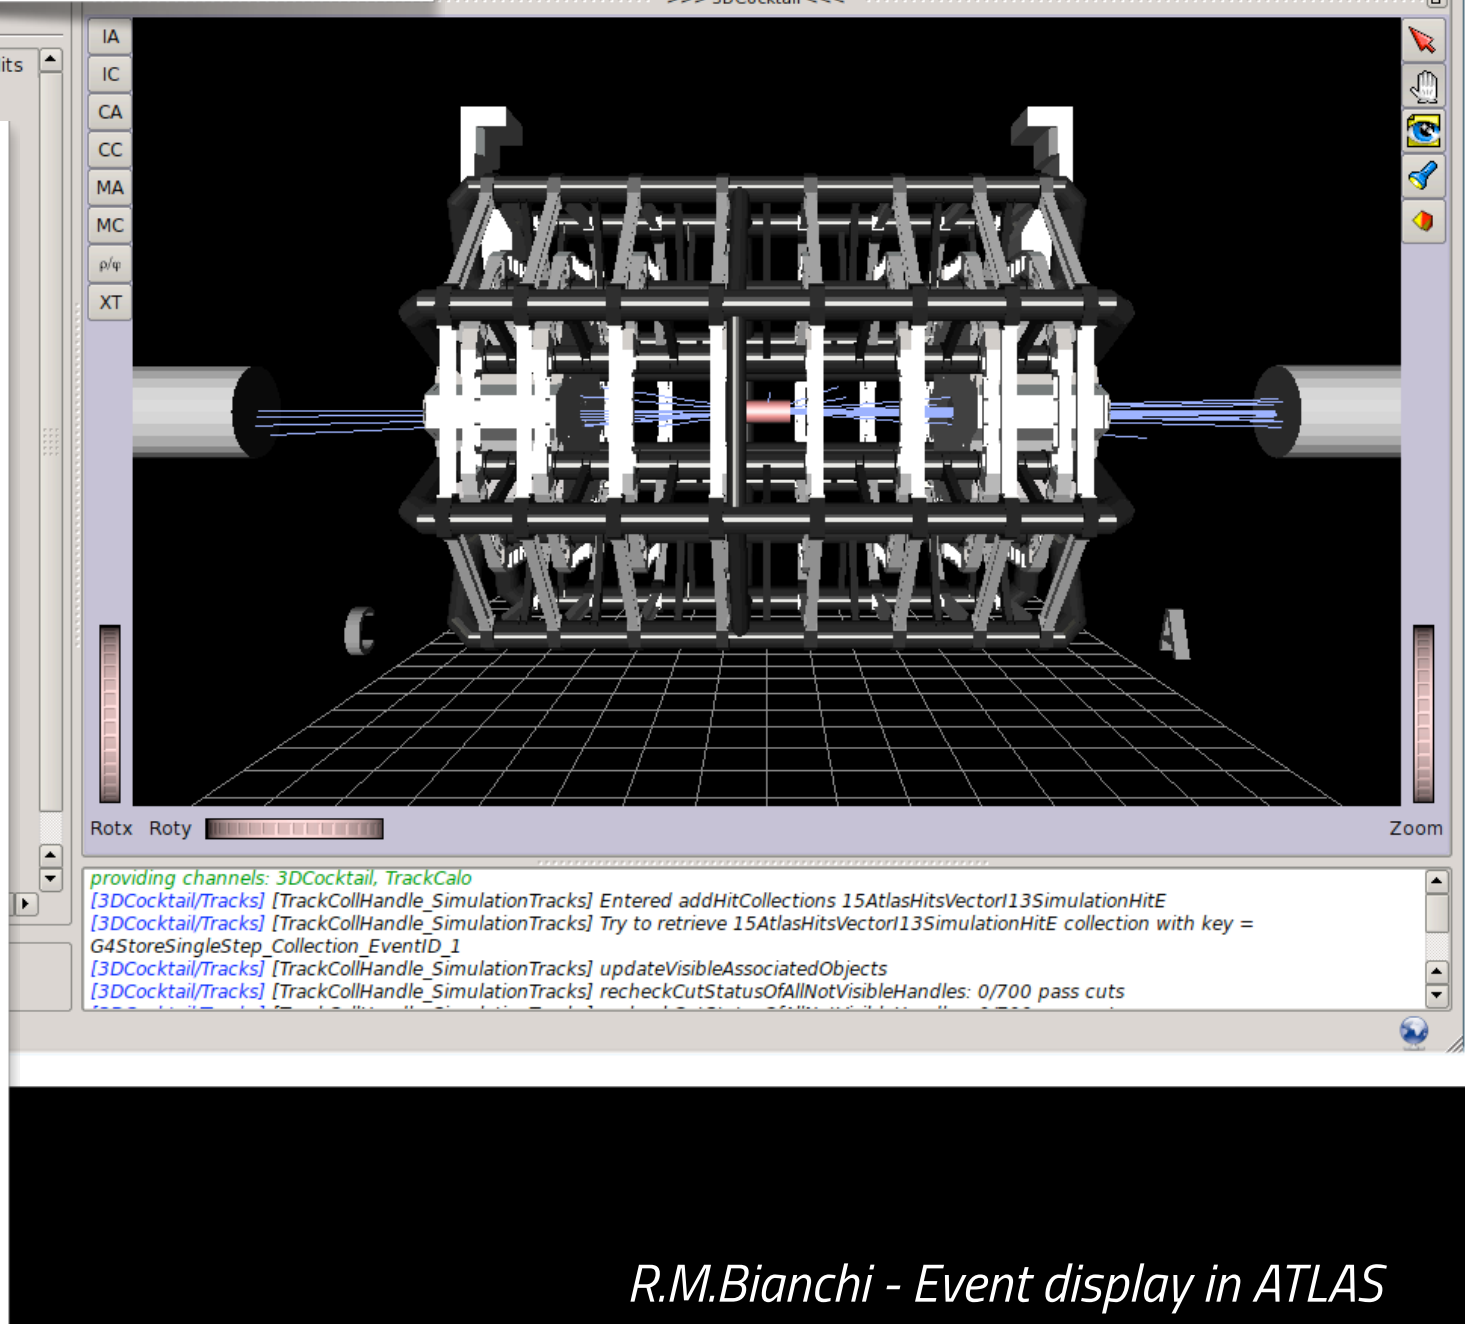 >>> 3DCocktail <<<
its
IA
IC
CA
CC
MA
MC
ρ/φ
XT
C
A
Rotx Roty
Zoom
providing channels: 3DCocktail, TrackCalo
[3DCocktail/Tracks] [TrackCollHandle_SimulationTracks] Entered addHitCollections 15AtlasHitsVectorI13SimulationHitE
[3DCocktail/Tracks] [TrackCollHandle_SimulationTracks] Try to retrieve 15AtlasHitsVectorI13SimulationHitE collection with key =
G4StoreSingleStep_Collection_EventID_1
[3DCocktail/Tracks] [TrackCollHandle_SimulationTracks] updateVisibleAssociatedObjects
[3DCocktail/Tracks] [TrackCollHandle_SimulationTracks] recheckCutStatusOfAllNotVisibleHandles: 0/700 pass cuts
R.M.Bianchi - Event display in ATLAS